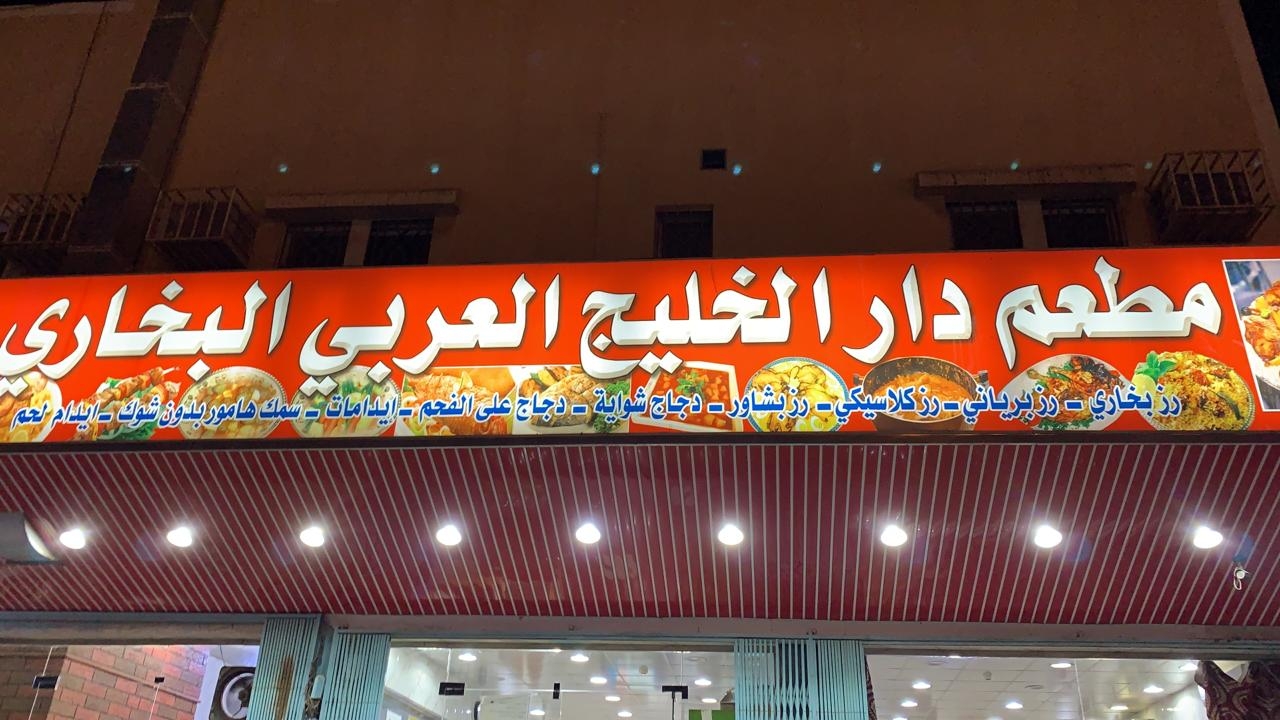 مطعم دار الخليج العربي البخاري
رز بخاري - رز برياني - رز كلاسيكي - رز بشاور - دجاج شواية - دجاج على الفحم - إيدامات - سمك هامور بدون شوك - ايدام لحم